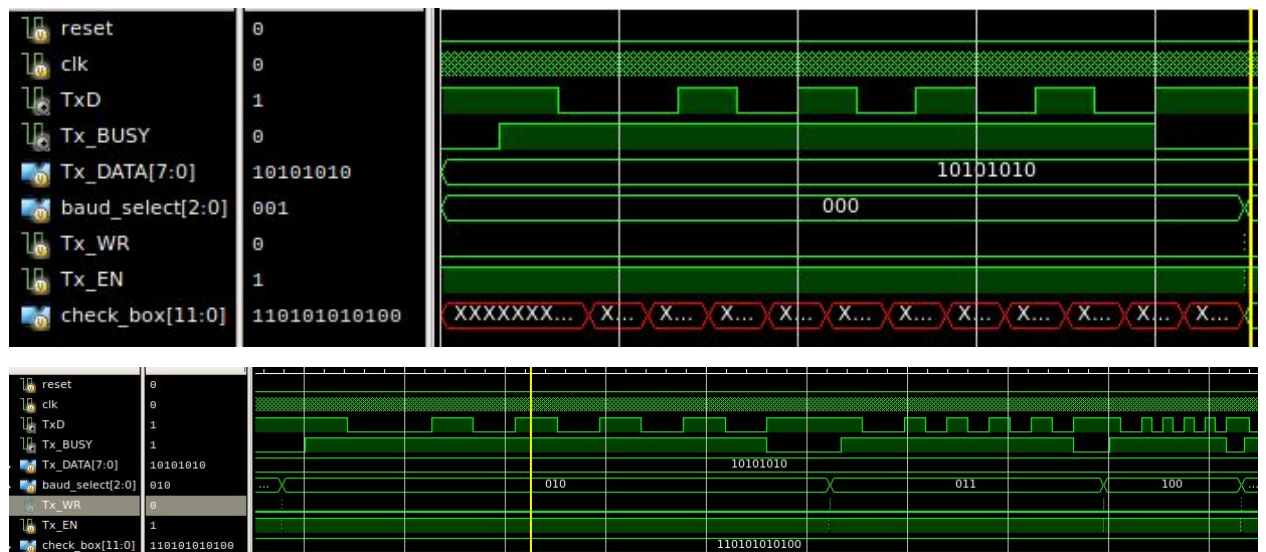 reset 0
clk 0
TxD 1
Tx_BUSY 0
Tx_DATA[7:0] 10101010 10101010
baud_select[2:0] 001 000
Tx_WR 0
Tx_EN 1
check_box[11:0] 110101010100 XXXXXXX... X... X... X... X... X... X... X... X... X... X... X...
reset 0
clk 0
TxD 1
Tx_BUSY 1
Tx_DATA[7:0] 10101010 10101010
baud_select[2:0] 010 ... 010 011 100 ...
Tx_WR 0
Tx_EN 1
check_box[11:0] 110101010100 110101010100